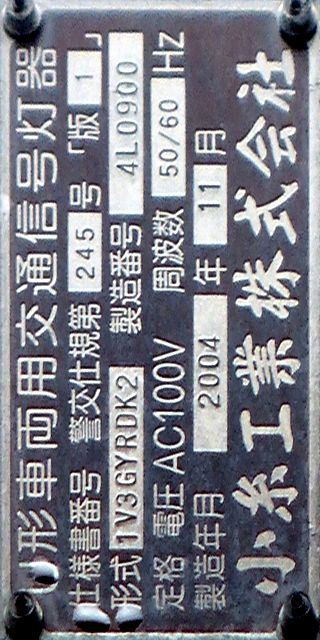 U形車両用交通信号灯器
仕様書番号 警交仕規第 245 号「版 1 」
形式 1V3GYRDK2 製造番号 4L0900
定格 電圧 AC100V 周波数 50/60 HZ
製造年月 2004 年 11 月
小糸工業株式会社